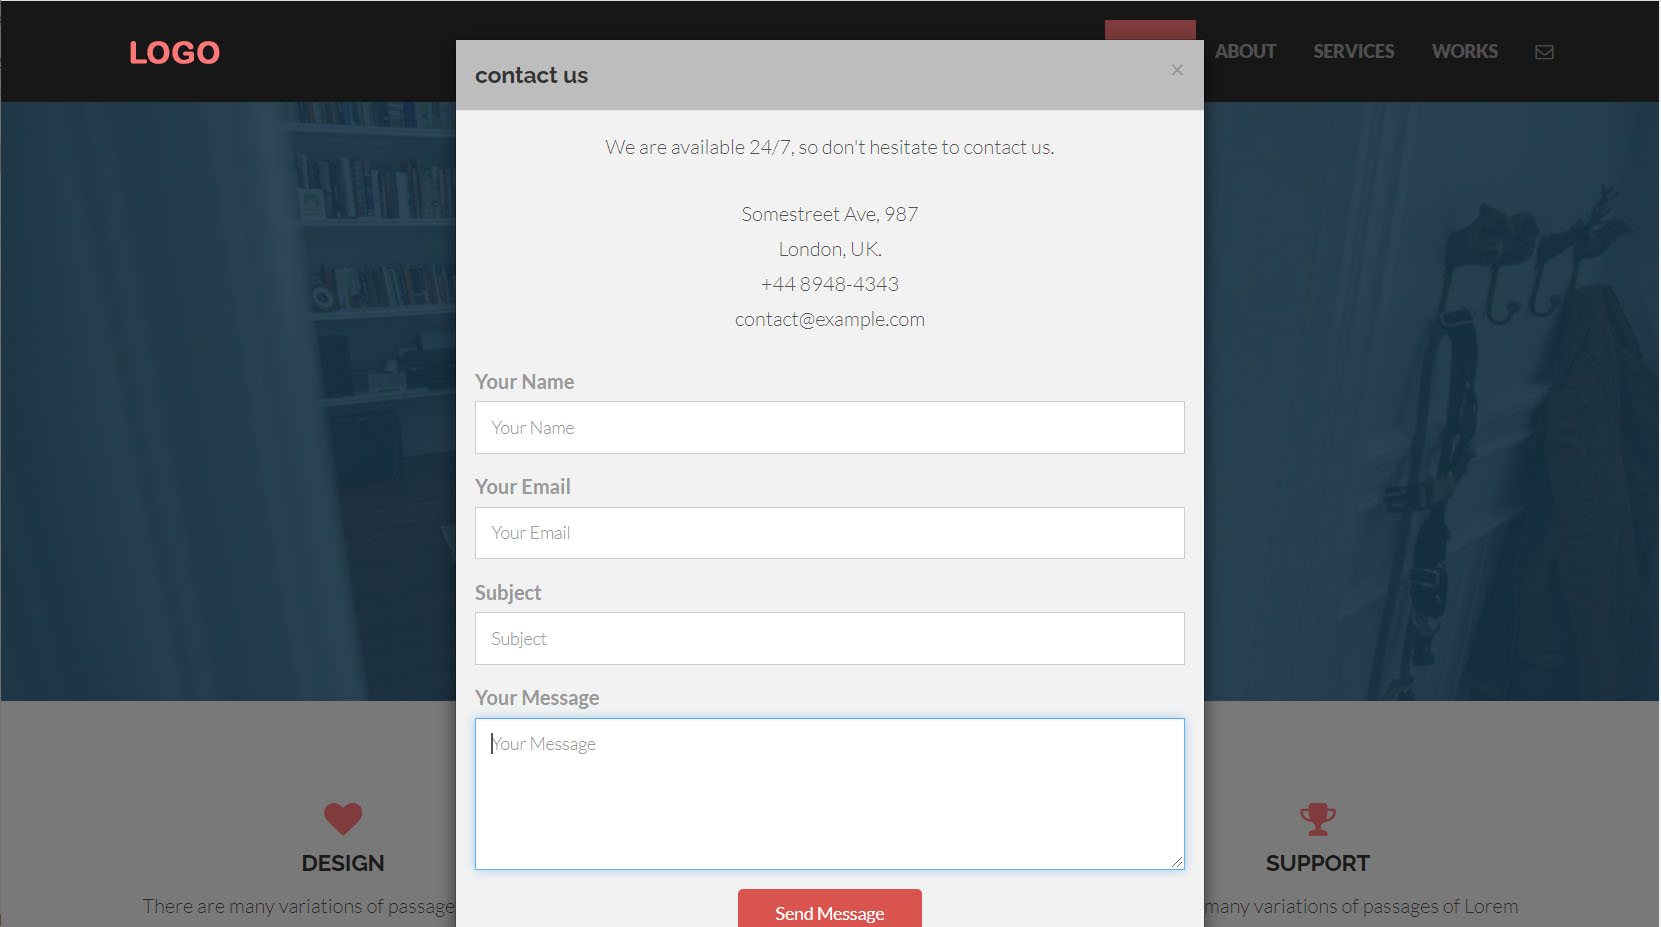 LOGO
ABOUT SERVICES WORKS
contact us ×
We are available 24/7, so don't hesitate to contact us.
Somestreet Ave, 987
London, UK.
+44 8948-4343
contact@example.com
Your Name
Your Name
Your Email
Your Email
Subject
Subject
Your Message
Your Message
DESIGN
SUPPORT
There are many variations of passage
many variations of passages of Lorem
Send Message